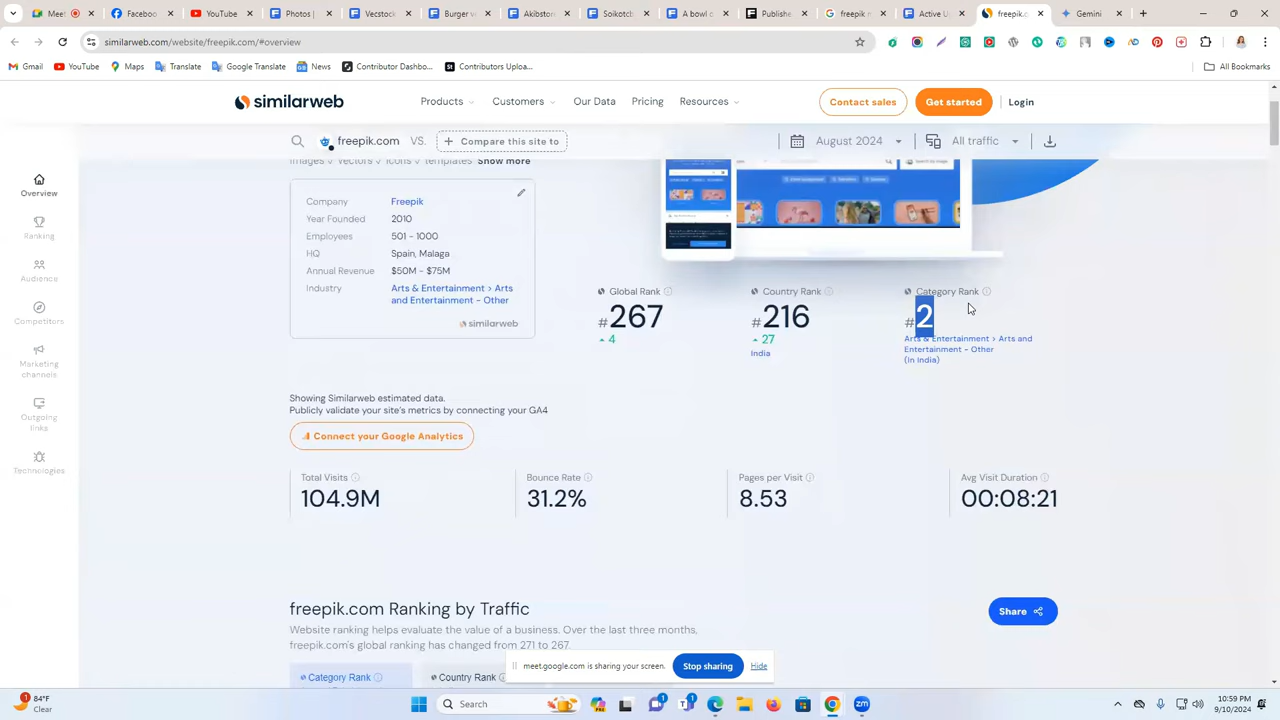 Meet
Facebook
Vecstock
Burgerv
Akibstc
Soikotcl
A bowl
Publishe
freepik r
Active U
Freepik.
Gemini
similarweb.com/website/freepik.com/#overview
Gmail
YouTube
Maps
Translate
Google Translate
News
Contributor Dashbo...
Contributors Uploa...
All Bookmarks
similarweb
Products
Customers
Our Data
Pricing
Resources
Contact sales
Get started
Login
freepik.com VS. + Compare this site to
August 2024
All traffic
Images ✓ Vectors ✓ Icons ✓ Templates Show more
Overview
Ranking
Audience
Competitors
Marketing
channels
Outgoing
links
Technologies
Company Freepik
Year Founded 2010
Employees 501 - 1000
HQ Spain, Malaga
Annual Revenue $50M - $75M
Industry Arts & Entertainment > Arts
and Entertainment - Other
similarweb
Global Rank
#267
4
Country Rank
#216
27
India
Category Rank
#2
Arts & Entertainment > Arts and
Entertainment - Other
(In India)
Showing Similarweb estimated data.
Publicly validate your site's metrics by connecting your GA4
Connect your Google Analytics
Total Visits
104.9M
Bounce Rate
31.2%
Pages per Visit
8.53
Avg Visit Duration
00:08:21
freepik.com Ranking by Traffic
Share
Website ranking helps evaluate the value of a business. Over the last three months,
freepik.com's global ranking has changed from 271 to 267.
Category Rank
Country Rank
meet.google.com is sharing your screen.
Stop sharing
Hide
84°F
Clear
Search
10:59 PM
9/10/2024